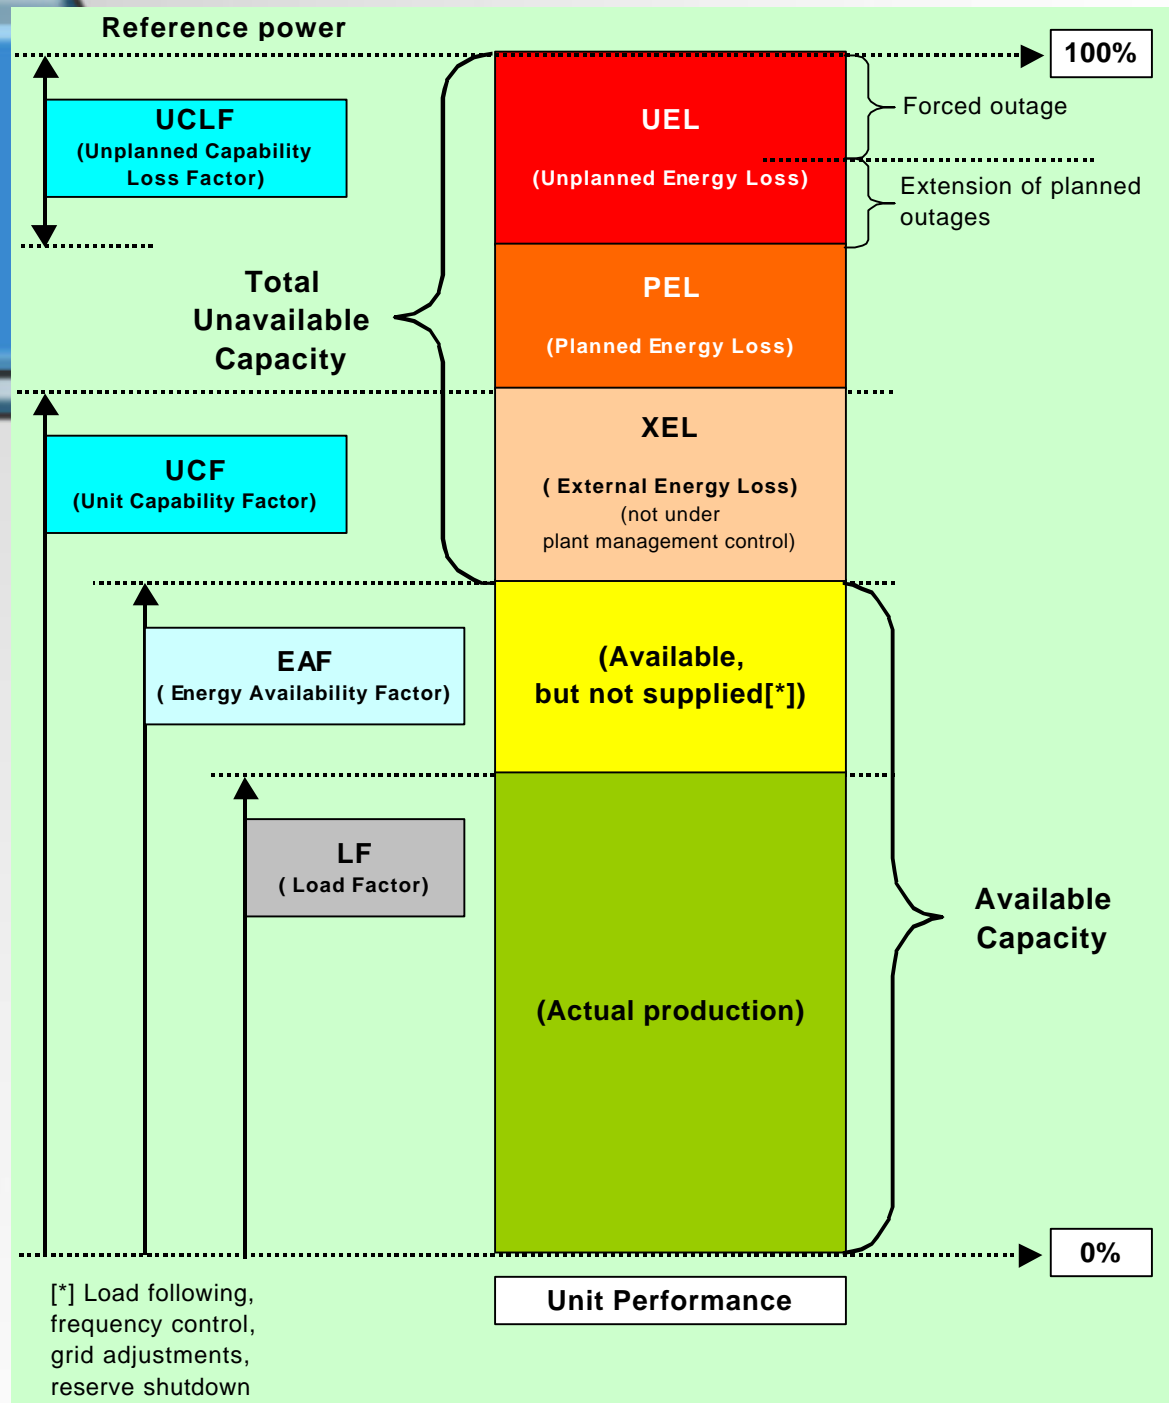 Reference power
100%
UCLF
(Unplanned Capability
Loss Factor)
UEL
(Unplanned Energy Loss)
Forced outage
Extension of planned
outages
Total
Unavailable
Capacity
PEL
(Planned Energy Loss)
UCF
(Unit Capability Factor)
XEL
( External Energy Loss)
(not under
plant management control)
EAF
( Energy Availability Factor)
(Available,
but not supplied[*])
LF
( Load Factor)
Available
Capacity
(Actual production)
0%
Unit Performance
[*] Load following,
frequency control,
grid adjustments,
reserve shutdown